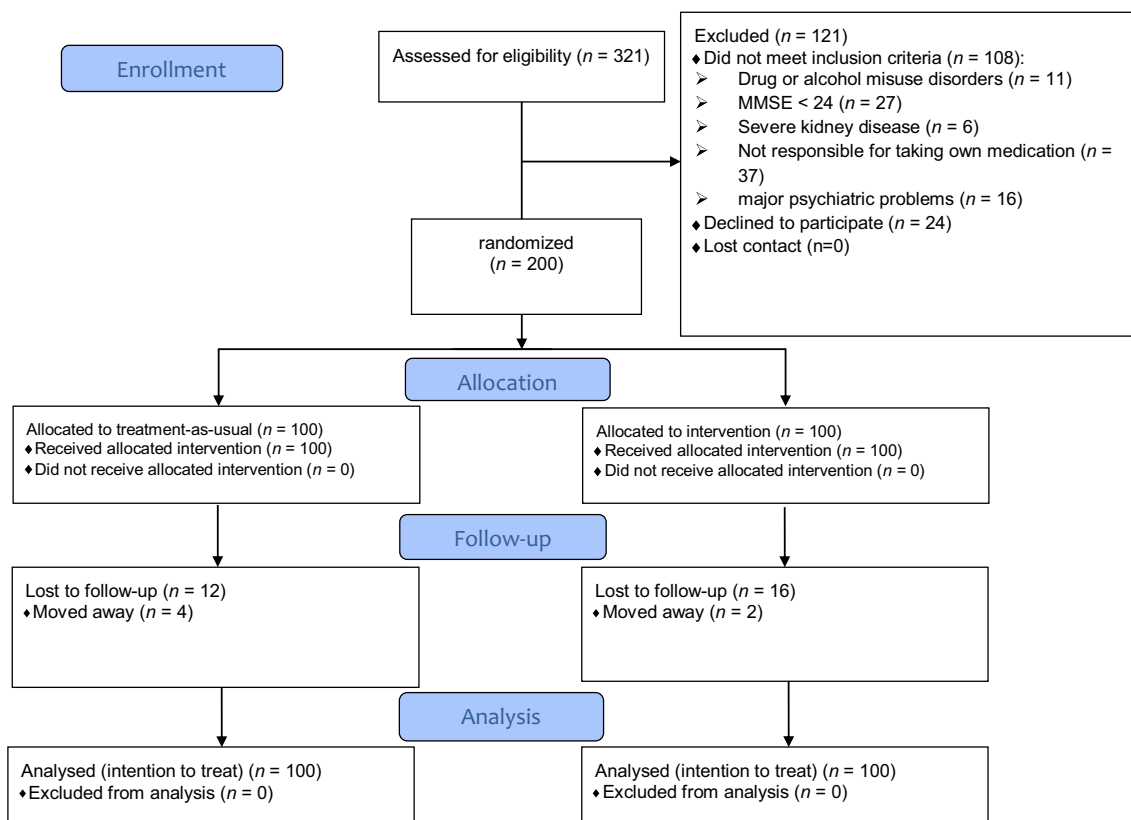 Enrollment
Assessed for eligibility (n = 321)
Excluded (n = 121)
♦Did not meet inclusion criteria (n = 108):
➢ Drug or alcohol misuse disorders (n = 11)
➢ MMSE < 24 (n = 27)
➢ Severe kidney disease (n = 6)
➢ Not responsible for taking own medication (n =
37)
➢ major psychiatric problems (n = 16)
♦Declined to participate (n = 24)
♦Lost contact (n=0)
randomized
(n = 200)
Allocation
Allocated to treatment-as-usual (n = 100)
♦Received allocated intervention (n = 100)
♦Did not receive allocated intervention (n = 0)
Allocated to intervention (n = 100)
♦Received allocated intervention (n = 100)
♦Did not receive allocated intervention (n = 0)
Follow-up
Lost to follow-up (n = 12)
♦Moved away (n = 4)
Lost to follow-up (n = 16)
♦Moved away (n = 2)
Analysis
Analysed (intention to treat) (n = 100)
♦Excluded from analysis (n = 0)
Analysed (intention to treat) (n = 100)
♦Excluded from analysis (n = 0)